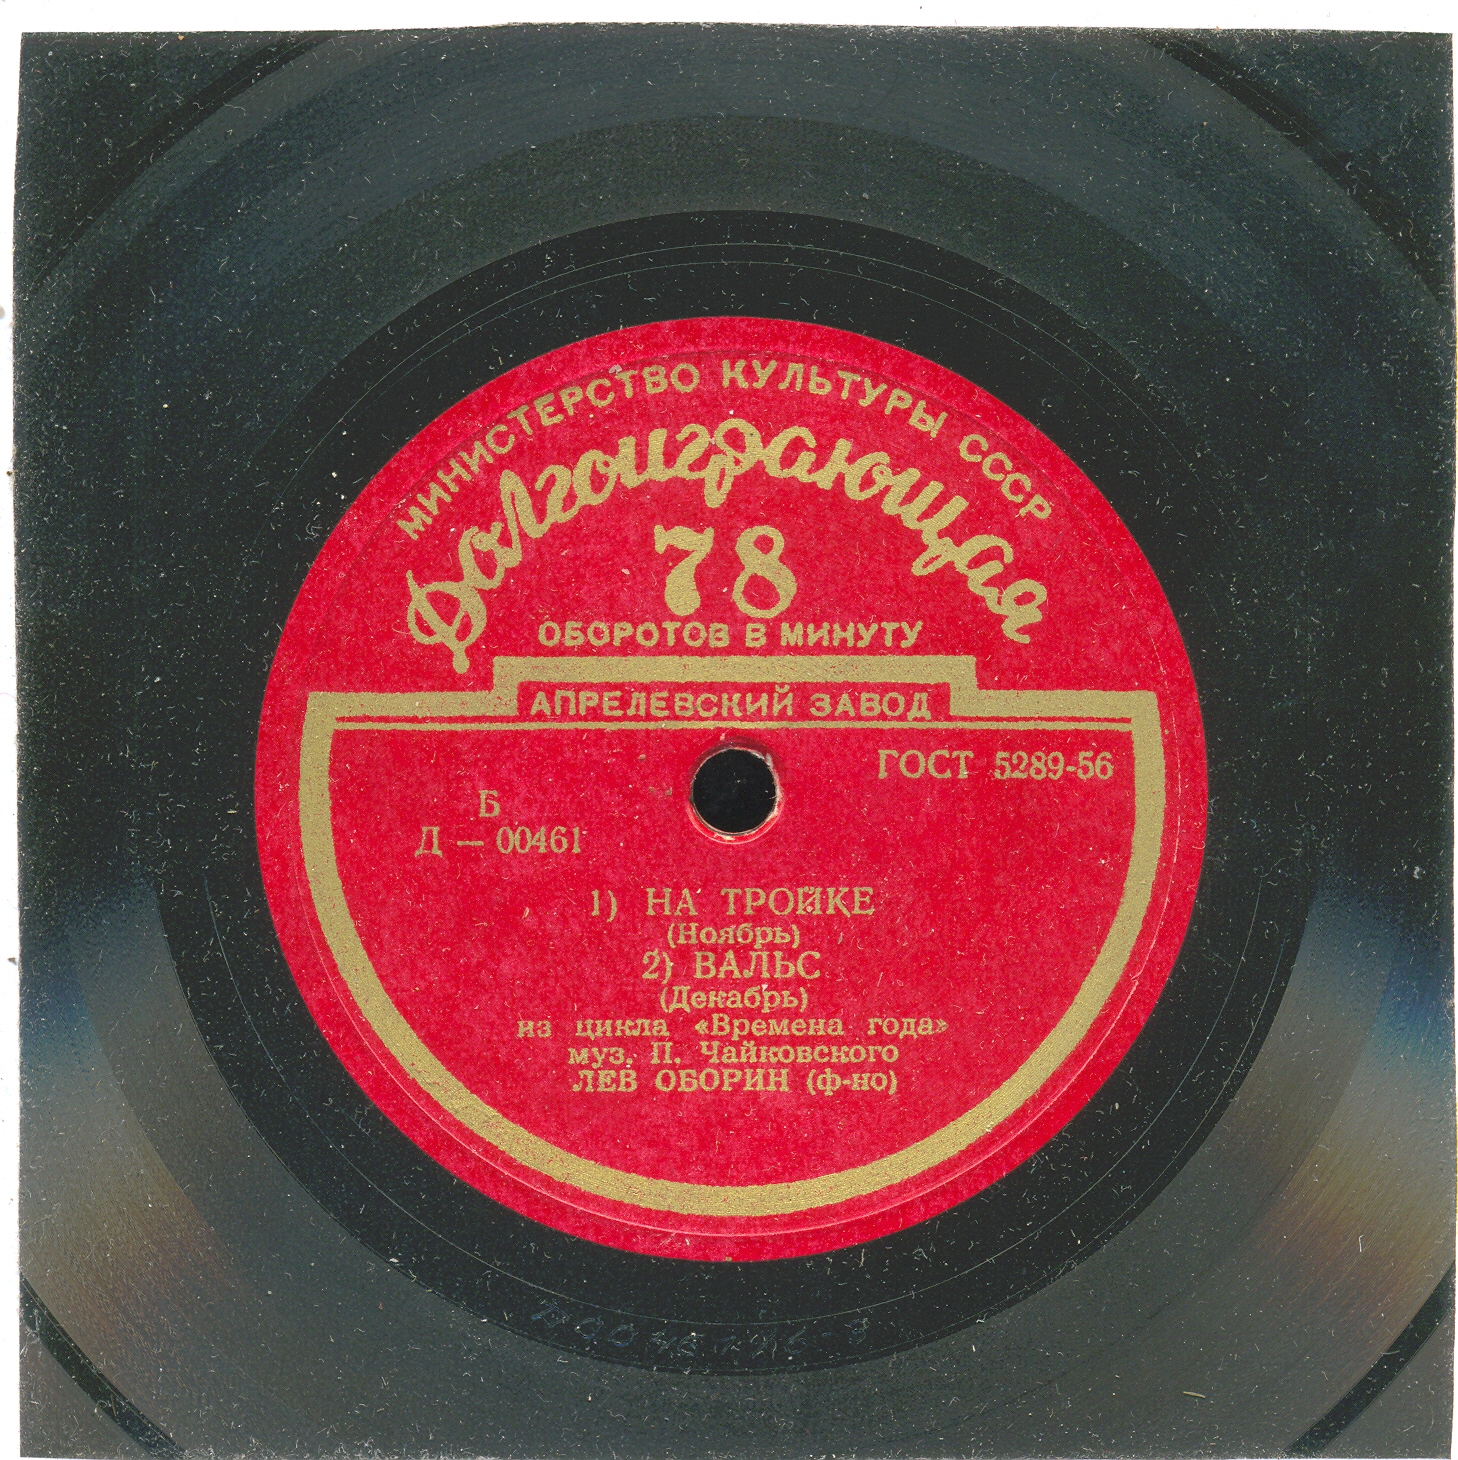 МИНИСТЕРСТВО КУЛЬТУРЫ СССР
Долгоиграющая
78
ОБОРОТОВ В МИНУТУ
АПРЕЛЕВСКИЙ ЗАВОД
ГОСТ 5289-56
Б
Д — 00461
1) НА ТРОЙКЕ
(Ноябрь)
2) ВАЛЬС
(Декабрь)
из цикла «Времена года»
муз. П. Чайковского
ЛЕВ ОБОРИН (ф-но)